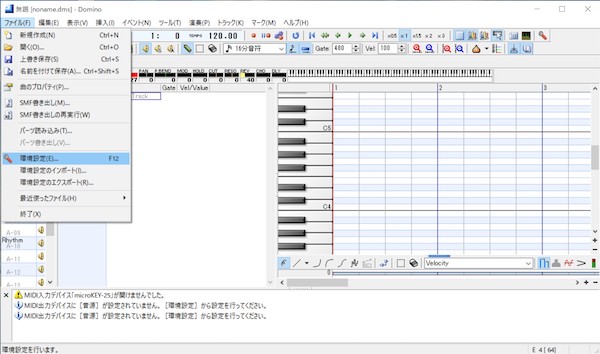 無題 [noname.dms] - Domino
ファイル(F) 編集(E) 表示(V) 挿入(I) イベント(N) ツール(T) 演奏(P) トラック(K) マーク(M) ヘルプ(H)
1: 0 120.00
16分音符 Gate: 480 100 Vel: 100
新規作成(N) Ctrl+N
開く(O)... Ctrl+O
上書き保存(S) Ctrl+S
名前を付けて保存(A)... Ctrl+Shift+S
曲のプロパティ(P)...
SMF書き出し(M)...
SMF書き出しの再実行(W)
パーツ読み込み(T)...
パーツ書き出し(V)...
環境設定(E)... F12
環境設定のインポート(I)...
環境設定のエクスポート(R)...
最近使ったファイル(H)
終了(X)
PAN P.BEND MOD. CUT RESO REV CHO DLY
Gate Vel/Value
1 2 3
C5
C4
A-09
Rhythm
A-10
A-11
A-12
A-13
Velocity
MIDI入力デバイス「microKEY-25」が開けませんでした。
MIDI出力デバイスに [音源] が設定されていません。 [環境設定] から設定を行ってください。
MIDI出力デバイスに [音源] が設定されていません。 [環境設定] から設定を行ってください。
環境設定を行います。
E 4 [ 64]